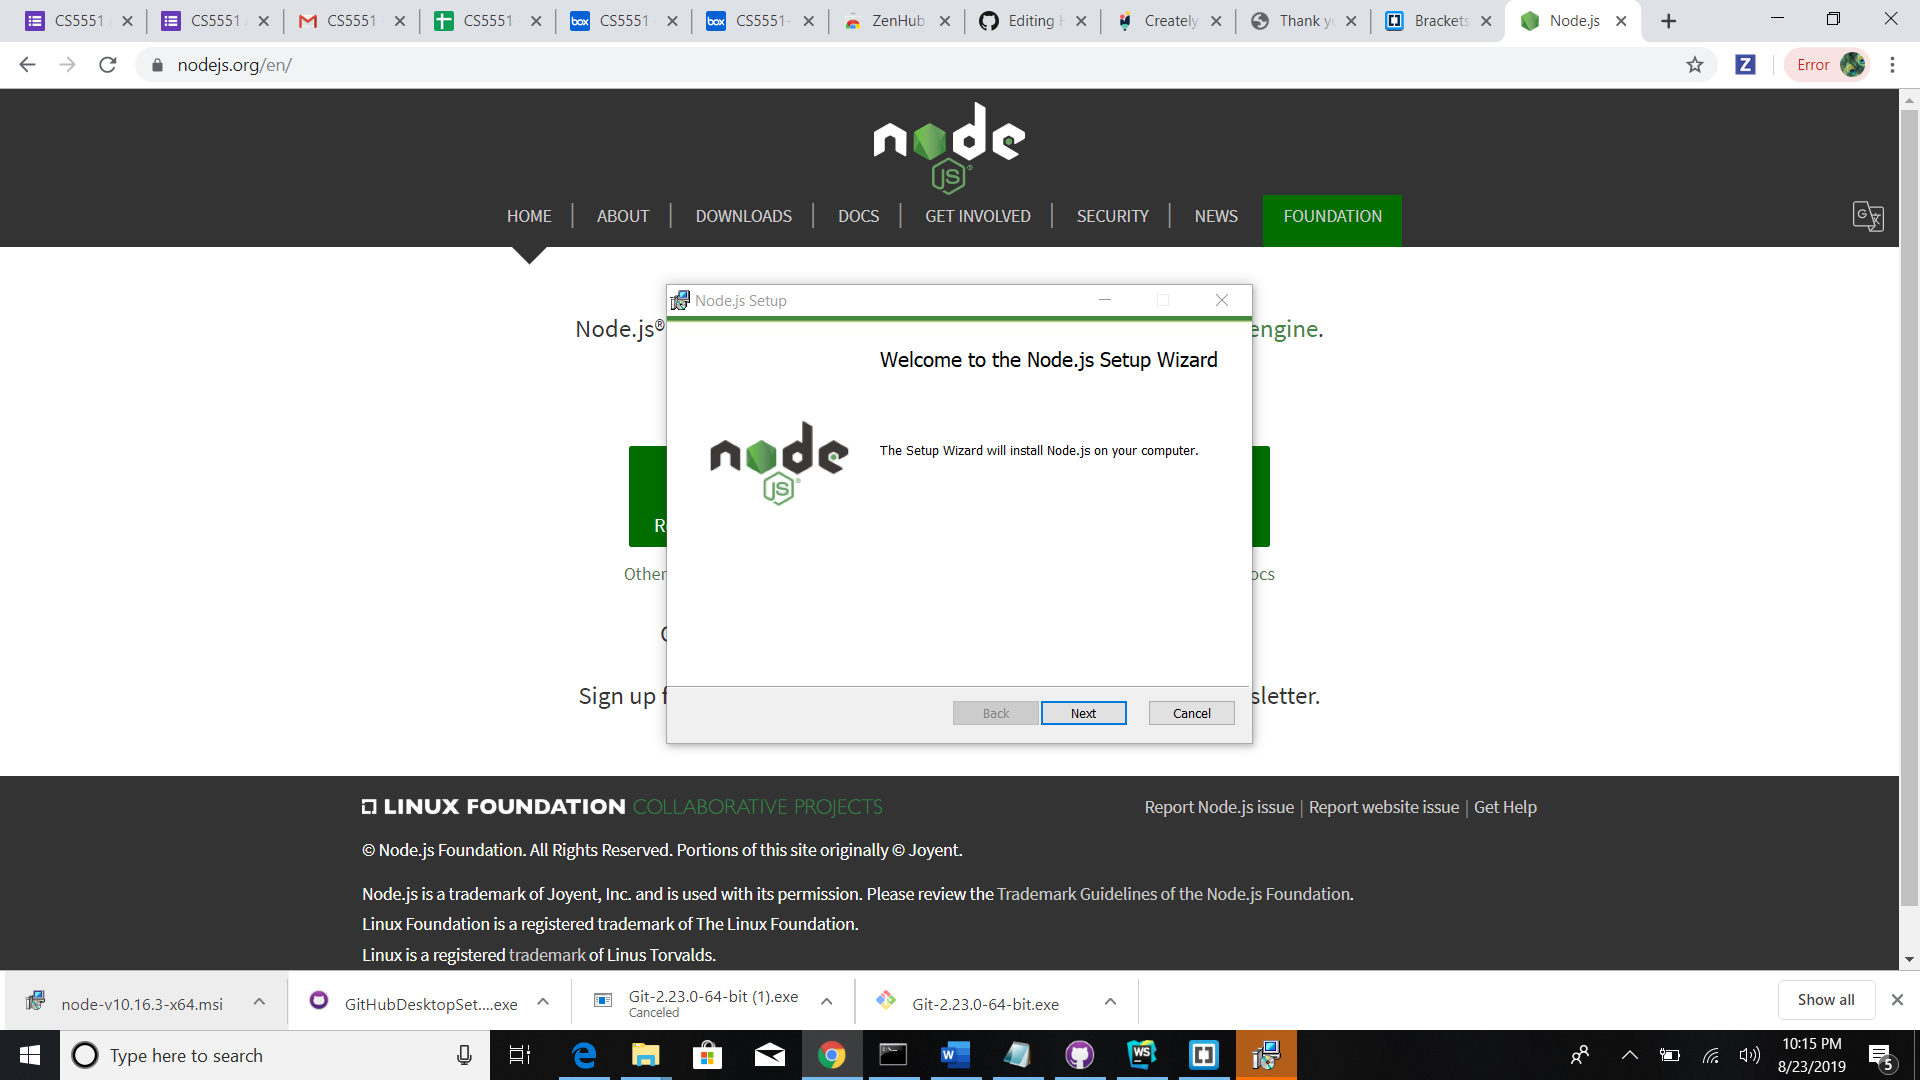 CS5551
CS5551
CS5551
CS5551
CS5551
CS5551-
ZenHub
Editing
Creately
Thank y
Brackets
Node.js
nodejs.org/en/
Z
Error
node
JS
HOME
ABOUT
DOWNLOADS
DOCS
GET INVOLVED
SECURITY
NEWS
FOUNDATION
Node.js Setup
Node.js®
engine.
Welcome to the Node.js Setup Wizard
node
JS
The Setup Wizard will install Node.js on your computer.
R
Other
ocs
Sign up f
sletter.
Back
Next
Cancel
LINUX FOUNDATION COLLABORATIVE PROJECTS
Report Node.js issue | Report website issue | Get Help
© Node.js Foundation. All Rights Reserved. Portions of this site originally © Joyent.
Node.js is a trademark of Joyent, Inc. and is used with its permission. Please review the Trademark Guidelines of the Node.js Foundation.
Linux Foundation is a registered trademark of The Linux Foundation.
Linux is a registered trademark of Linus Torvalds.
node-v10.16.3-x64.msi
GitHubDesktopSet....exe
Git-2.23.0-64-bit (1).exe
Canceled
Git-2.23.0-64-bit.exe
Show all
Type here to search
10:15 PM
8/23/2019
5